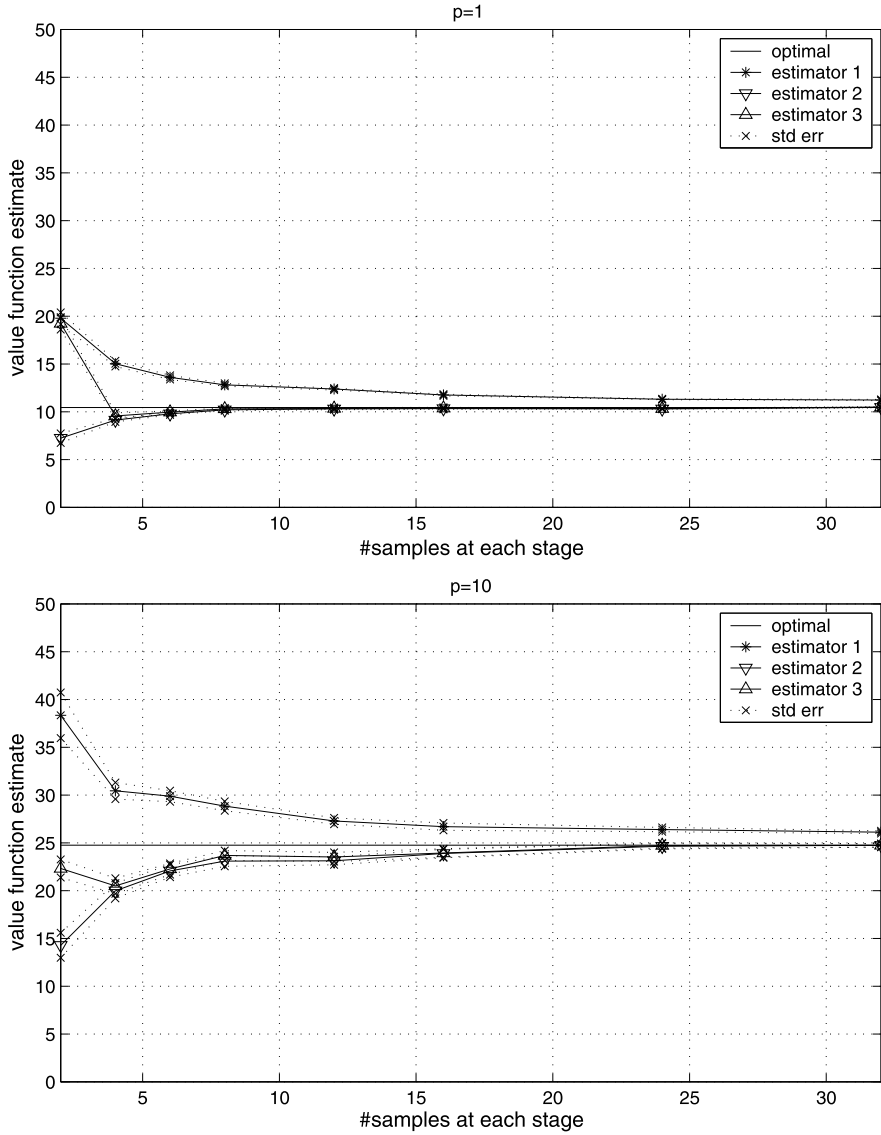 p=1
50
45
40
35
30
25
20
15
10
5
0
value function estimate
optimal
estimator 1
estimator 2
estimator 3
std err
5
10
15
20
25
30
#samples at each stage
p=10
50
45
40
35
30
25
20
15
10
5
0
value function estimate
optimal
estimator 1
estimator 2
estimator 3
std err
5
10
15
20
25
30
#samples at each stage